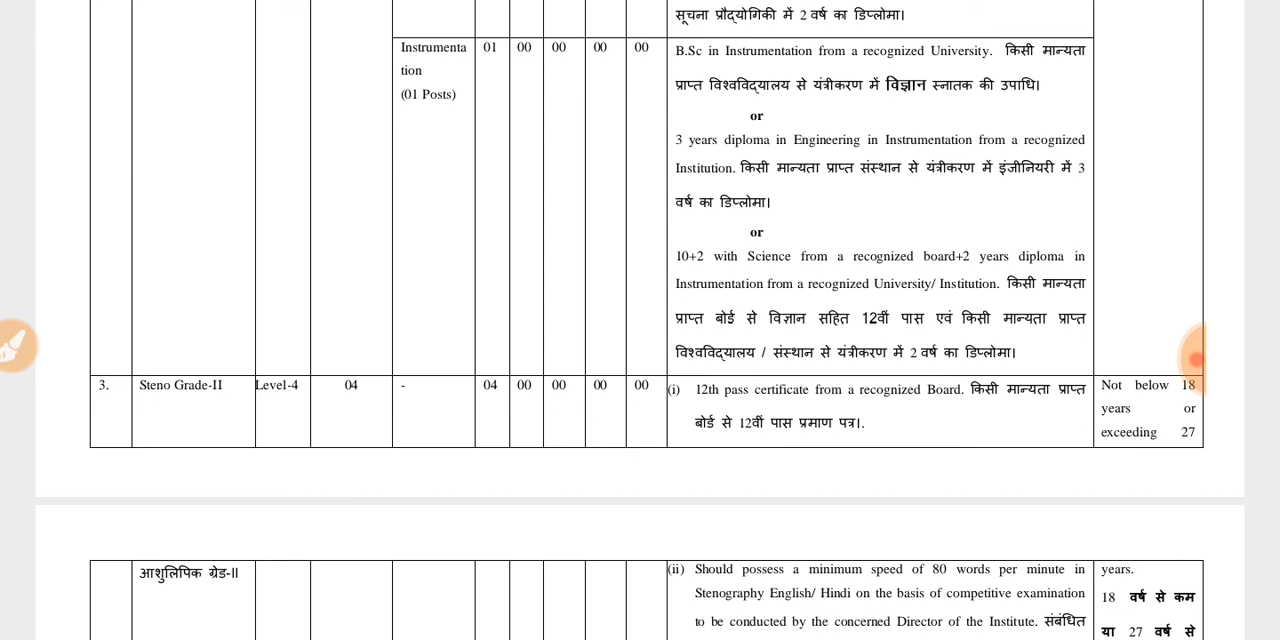 सूचना प्रौद्योगिकी में 2 वर्ष का डिप्लोमा।
Instrumenta 01 00 00 00 00 B.Sc in Instrumentation from a recognized University. किसी मान्यता
tion
प्राप्त विश्वविद्यालय से यंत्रीकरण में विज्ञान स्नातक की उपाधि।
(01 Posts)
or
3 years diploma in Engineering in Instrumentation from a recognized
Institution. किसी मान्यता प्राप्त संस्थान से यंत्रीकरण में इंजीनियरी में 3
वर्ष का डिप्लोमा।
or
10+2 with Science from a recognized board+2 years diploma in
Instrumentation from a recognized University/ Institution. किसी मान्यता
प्राप्त बोर्ड से विज्ञान सहित 12वीं पास एवं किसी मान्यता प्राप्त
विश्वविद्यालय / संस्थान से यंत्रीकरण में 2 वर्ष का डिप्लोमा।
3. Steno Grade-II Level-4 04 - 04 00 00 00 00 (i) 12th pass certificate from a recognized Board. किसी मान्यता प्राप्त Not below 18
बोर्ड से 12वीं पास प्रमाण पत्र।. years or
exceeding 27
आशुलिपिक ग्रेड-II (ii) Should possess a minimum speed of 80 words per minute in years.
Stenography English/ Hindi on the basis of competitive examination 18 वर्ष से कम
to be conducted by the concerned Director of the Institute. संबंधित या 27 वर्ष से